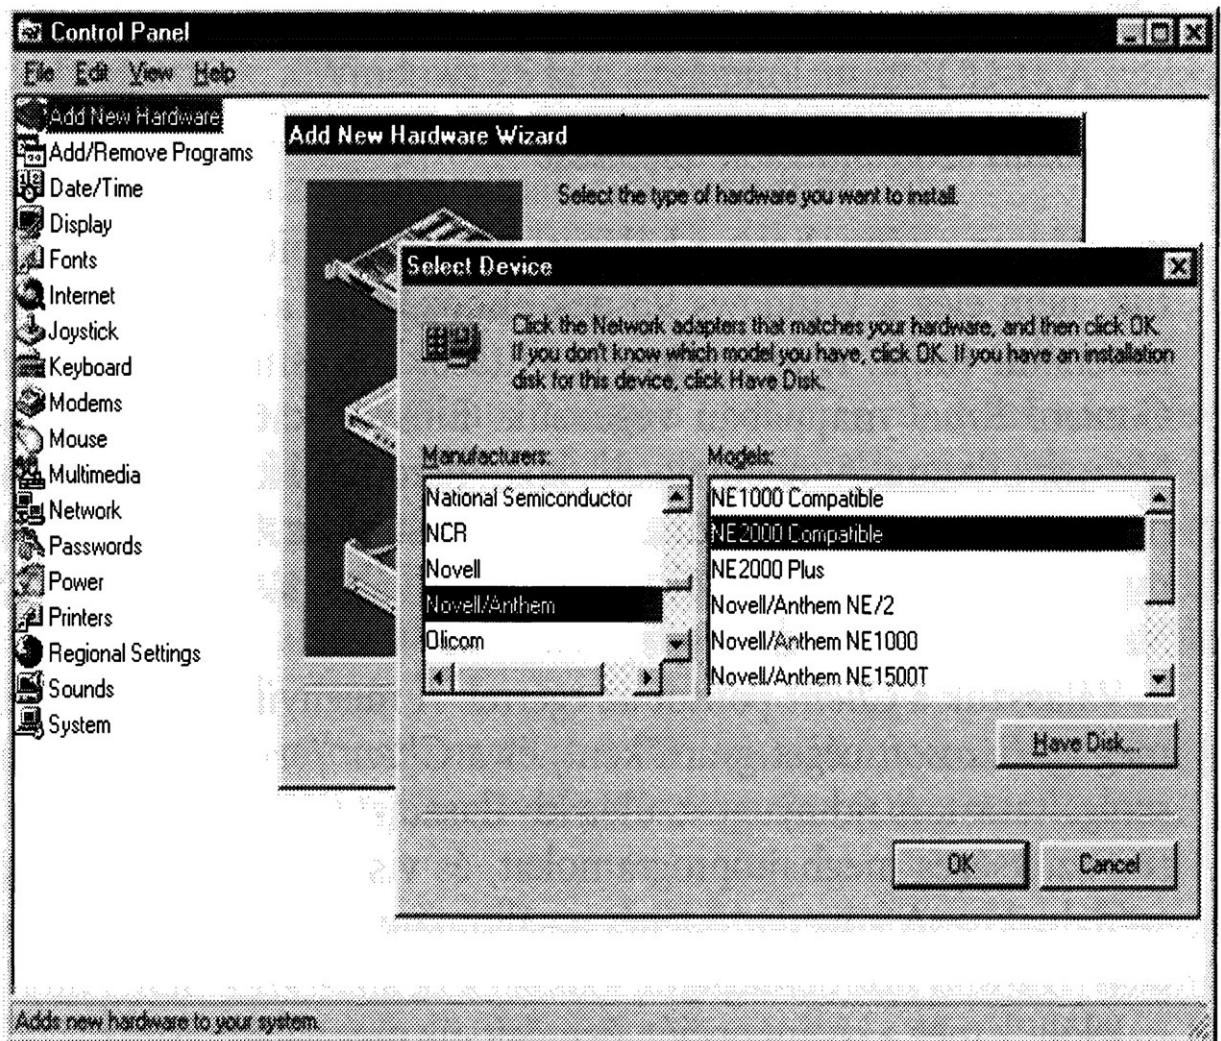 Control Panel
File Edit View Help
Add New Hardware
Add/Remove Programs
Date/Time
Display
Fonts
Internet
Joystick
Keyboard
Modems
Mouse
Multimedia
Network
Passwords
Power
Printers
Regional Settings
Sounds
System
Add New Hardware Wizard
Select the type of hardware you want to install.
Select Device
Click the Network adapters that matches your hardware, and then click OK.
If you don't know which model you have, click OK. If you have an installation
disk for this device, click Have Disk.
Manufacturers:
National Semiconductor
NCR
Novell
Novell/Anthem
Olicom
Models:
NE1000 Compatible
NE2000 Compatible
NE2000 Plus
Novell/Anthem NE/2
Novell/Anthem NE1000
Novell/Anthem NE1500T
Have Disk...
OK Cancel
Adds new hardware to your system.